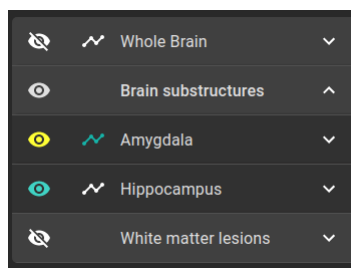 Whole Brain
Brain substructures
Amygdala
Hippocampus
White matter lesions